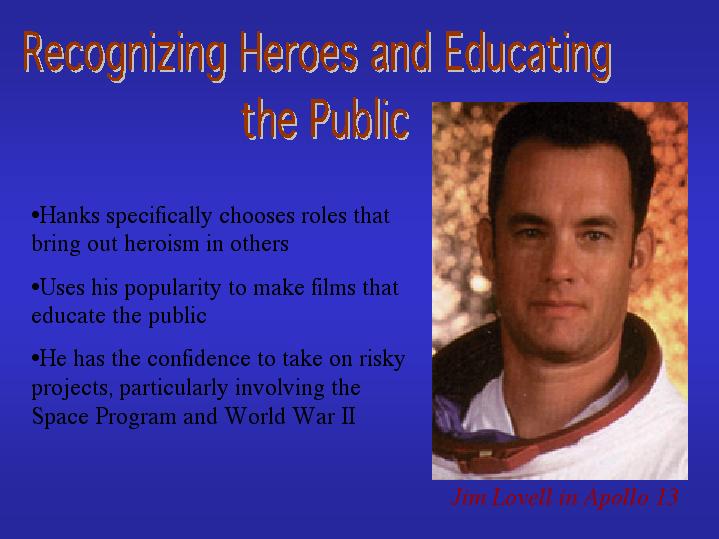 Recognizing Heroes and Educating
the Public
•Hanks specifically chooses roles that
bring out heroism in others
•Uses his popularity to make films that
educate the public
•He has the confidence to take on risky
projects, particularly involving the
Space Program and World War II
Jim Lovell in Apollo 13